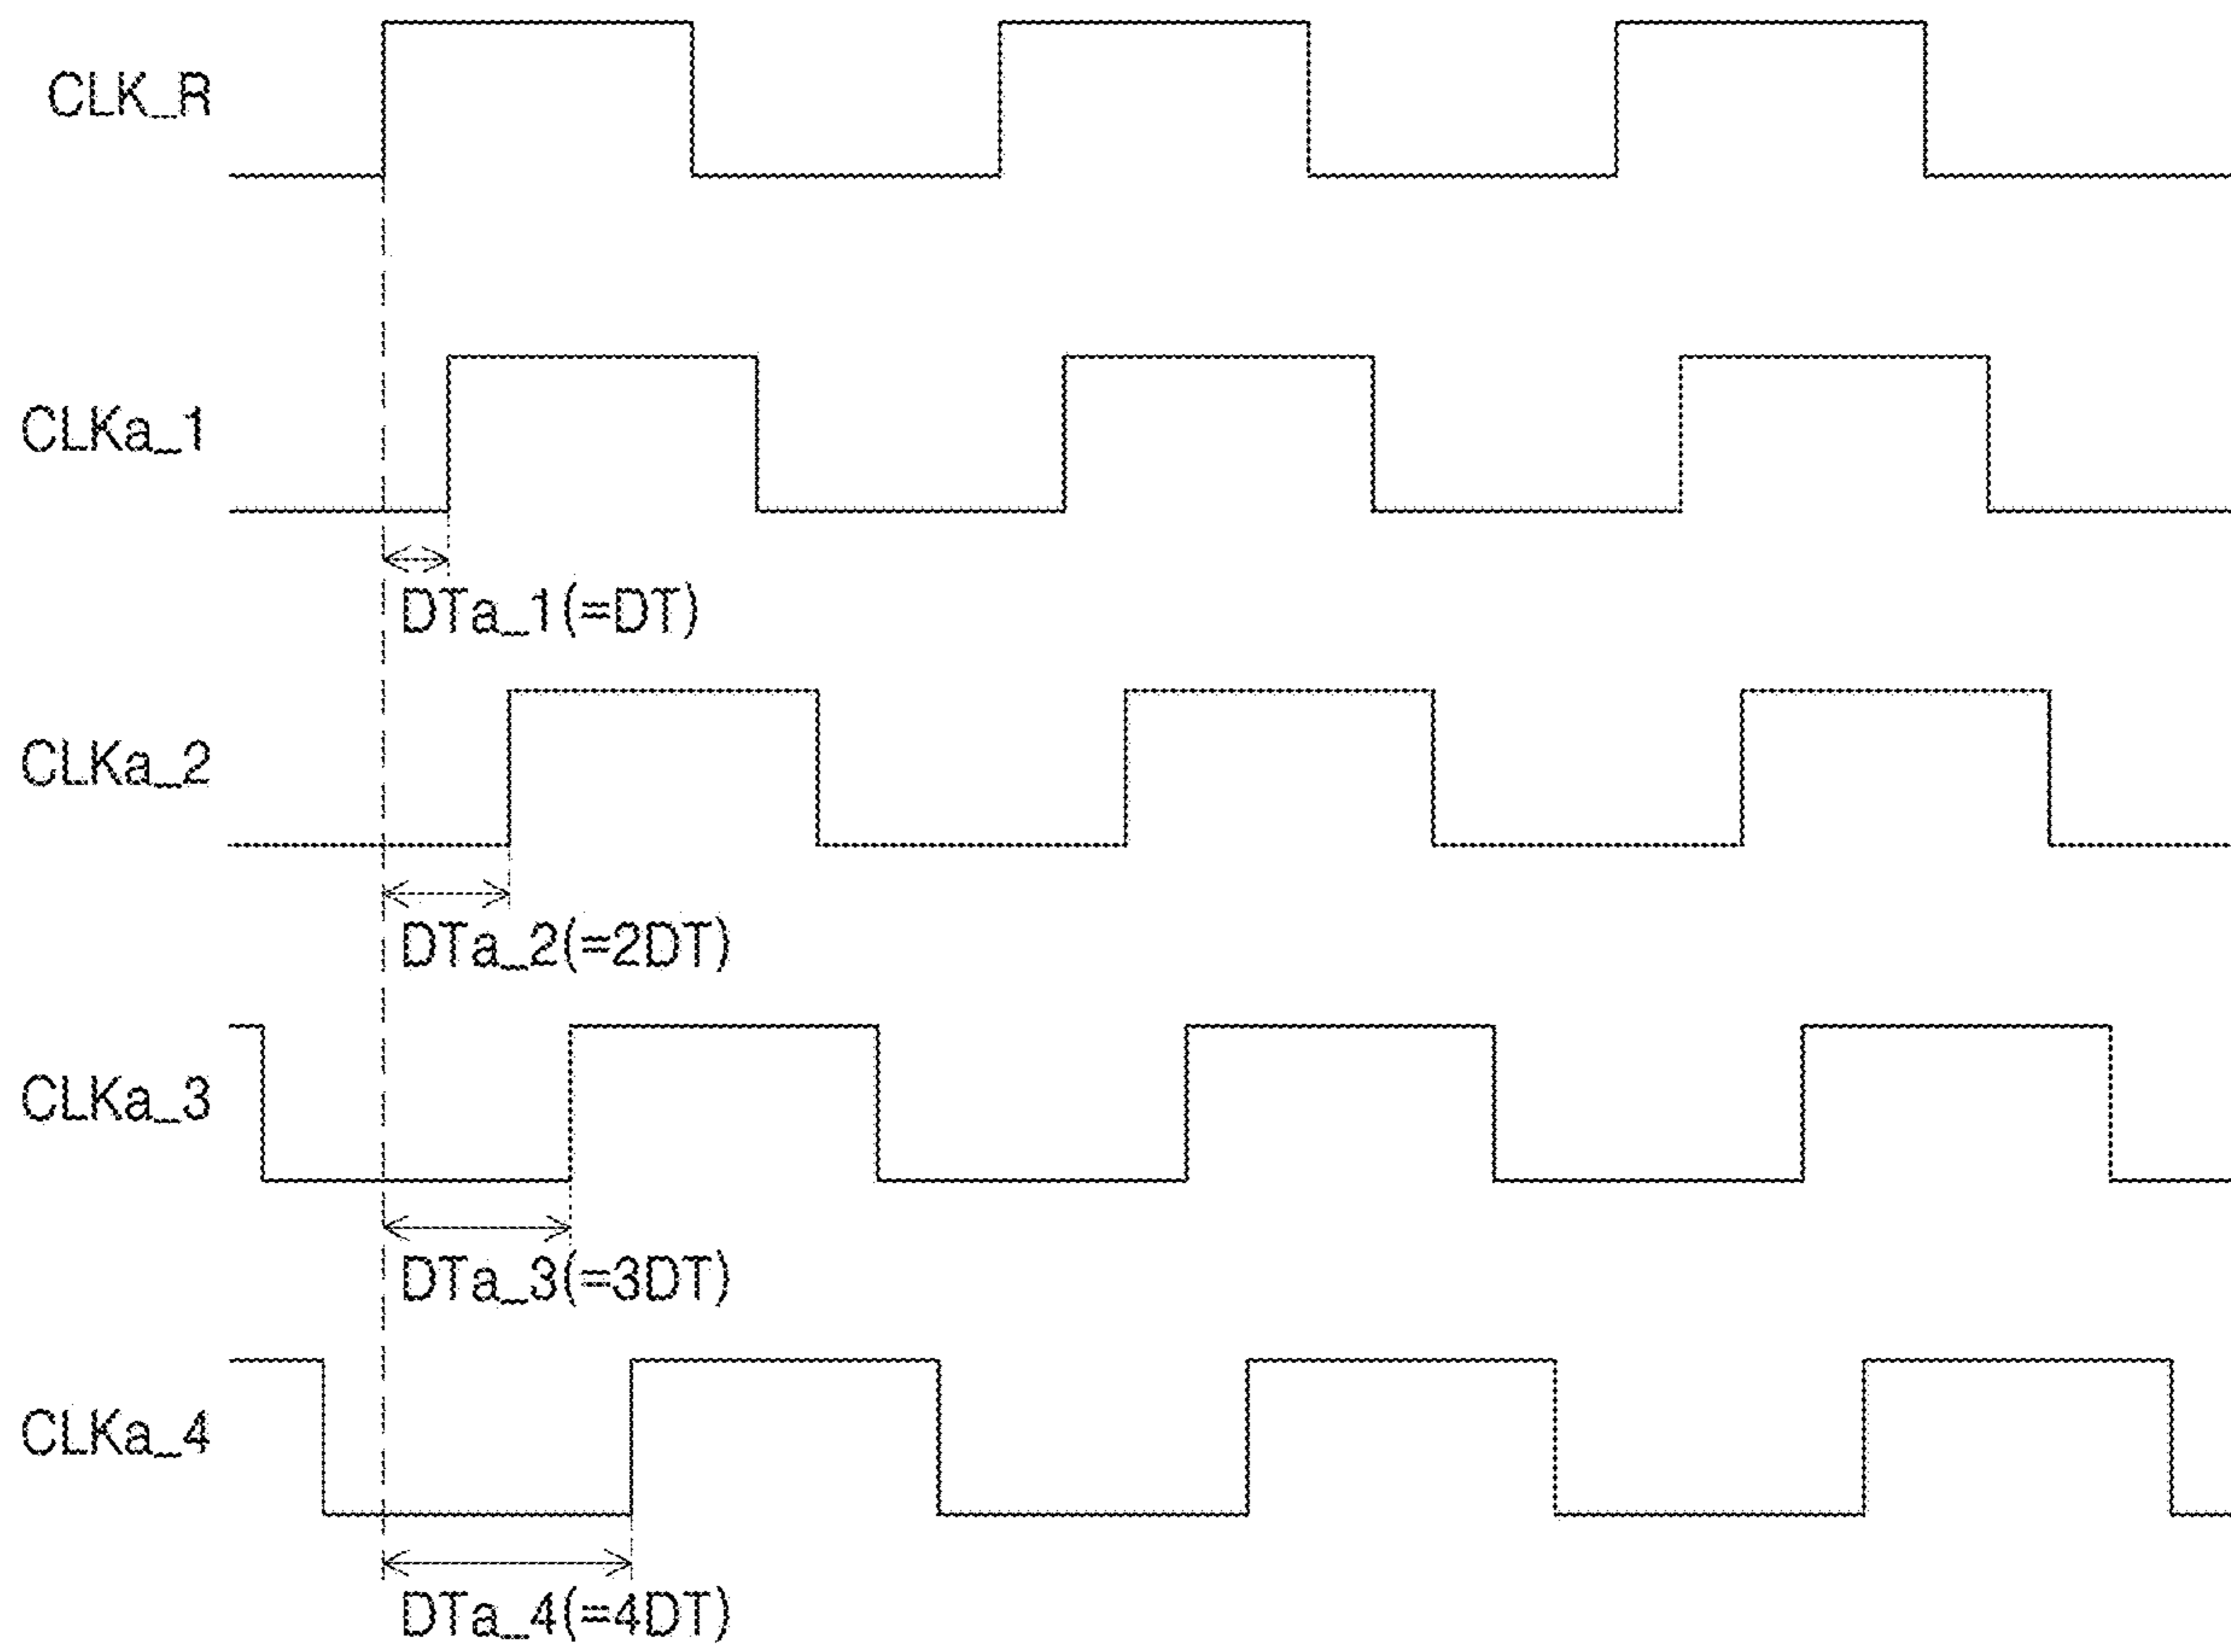 CLK_R
CLKa_1
DTa_1(=DT)
CLKa_2
DTa_2(=2DT)
CLKa_3
DTa_3(=3DT)
CLKa_4
DTa_4(=4DT)